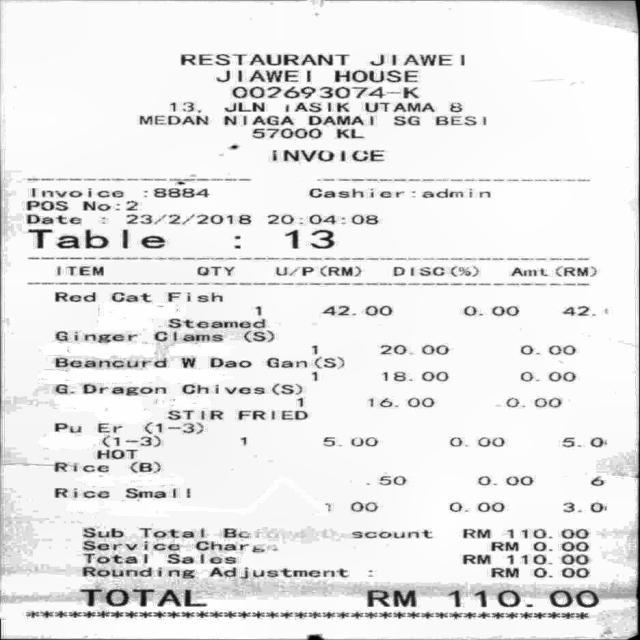 RESTAURANT JIAWEI
JIAWEI HOUSE
002693074-K
13, JLN TASIK UTAMA 8
MEDAN NIAGA DAMAI SG BESI
57000 KL
INVOICE
Invoice :8884 Cashier:admin
POS No:2
Date : 23/2/2018 20:04:08
Table : 13
ITEM QTY U/P(RM) DISC(%) Amt(RM)
Red Cat Fish
1 42.00 0.00 42.
Steamed
Ginger Clams (S)
1 20.00 0.00
Beancurd W Dao Gan(S)
1 18.00 0.00
G.Dragon Chives(S)
1 16.00 0.00
STIR FRIED
Pu Er (1-3)
(1-3) 1 5.00 0.00 5.0
HOT
Rice (B)
.50 0.00 6
Rice Small
00 0.00 3.0
Sub Total scount RM 110.00
Service RM 0.00
Total Sales RM 110.00
Rounding Adjustment : RM 0.00
TOTAL RM 110.00
**********************************************